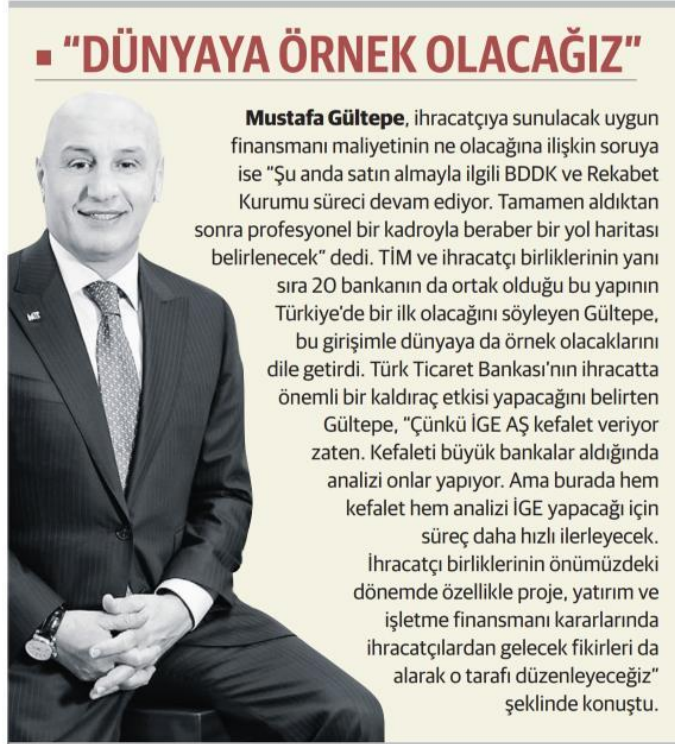 ▪ “DÜNYAYA ÖRNEK OLACAĞIZ”
Mustafa Gültepe, ihracatçıya sunulacak uygun
finansmanı maliyetinin ne olacağına ilişkin soruya
ise “Şu anda satın almayla ilgili BDDK ve Rekabet
Kurumu süreci devam ediyor. Tamamen aldıktan
sonra profesyonel bir kadroyla beraber bir yol haritası
belirlenecek” dedi. TİM ve ihracatçı birliklerinin yanı
sıra 20 bankanın da ortak olduğu bu yapının
Türkiye’de bir ilk olacağını söyleyen Gültepe,
bu girişimle dünyaya da örnek olacaklarını
dile getirdi. Türk Ticaret Bankası’nın ihracatta
önemli bir kaldıraç etkisi yapacağını belirten
Gültepe, “Çünkü İGE AŞ kefalet veriyor
zaten. Kefaleti büyük bankalar aldığında
analizi onlar yapıyor. Ama burada hem
kefalet hem analizi İGE yapacağı için
süreç daha hızlı ilerleyecek.
İhracatçı birliklerinin önümüzdeki
dönemde özellikle proje, yatırım ve
işletme finansmanı kararlarında
ihracatçılardan gelecek fikirleri da
alarak o tarafı düzenleyeceğiz”
şeklinde konuştu.